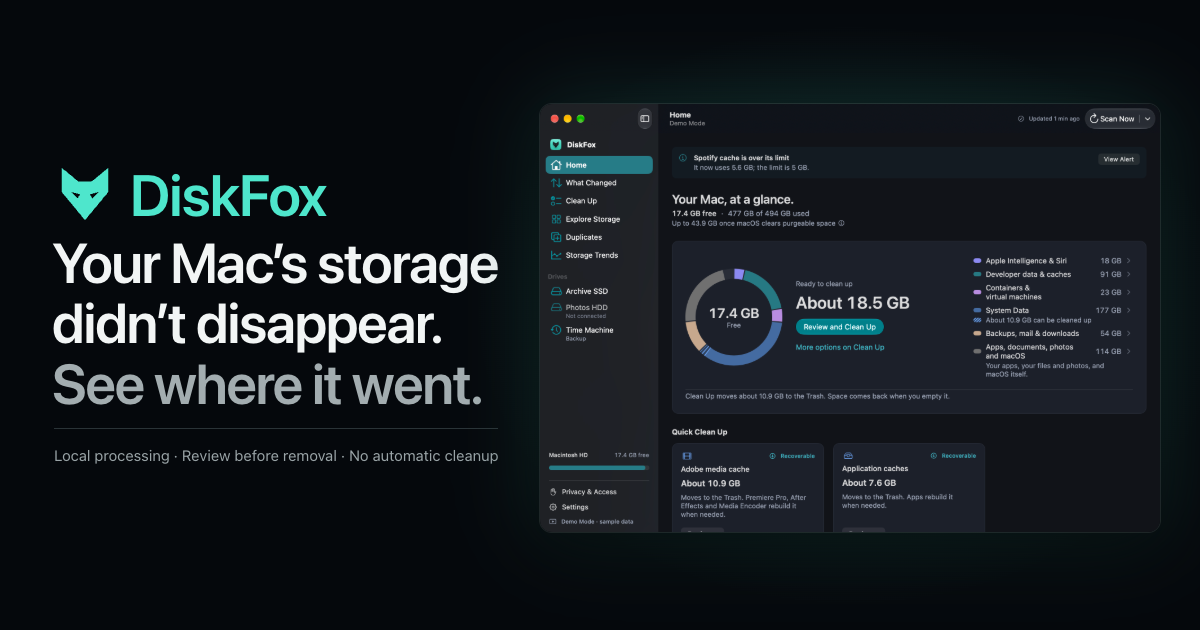 DiskFox
Your Mac's storage
didn't disappear.
See where it went.
Local processing · Review before removal · No automatic cleanup
DiskFox
Home
What Changed
Clean Up
Explore Storage
Duplicates
Storage Trends
Drives
Archive SSD
Photos HDD
Not connected
Time Machine
Backup
Macintosh HD 17.4 GB free
Privacy & Access
Settings
Demo Mode · sample data
Home
Demo Mode
Updated 1 min ago
Scan Now
Spotify cache is over its limit
It now uses 5.6 GB; the limit is 5 GB.
View Alert
Your Mac, at a glance.
17.4 GB free · 477 GB of 494 GB used
Up to 43.9 GB once macOS clears purgeable space
17.4 GB
Free
Ready to clean up
About 18.5 GB
Review and Clean Up
More options on Clean Up
Apple Intelligence & Siri 18 GB
Developer data & caches 91 GB
Containers &
virtual machines 23 GB
System Data 177 GB
About 10.9 GB can be cleaned up
Backups, mail & downloads 54 GB
Apps, documents, photos
and macOS 114 GB
Your apps, your files and photos, and
macOS itself.
Clean Up moves about 10.9 GB to the Trash. Space comes back when you empty it.
Quick Clean Up
Recoverable
Adobe media cache
About 10.9 GB
Moves to the Trash. Premiere Pro, After
Effects and Media Encoder rebuild it
when needed.
Recoverable
Application caches
About 7.6 GB
Moves to the Trash. Apps rebuild it
when needed.